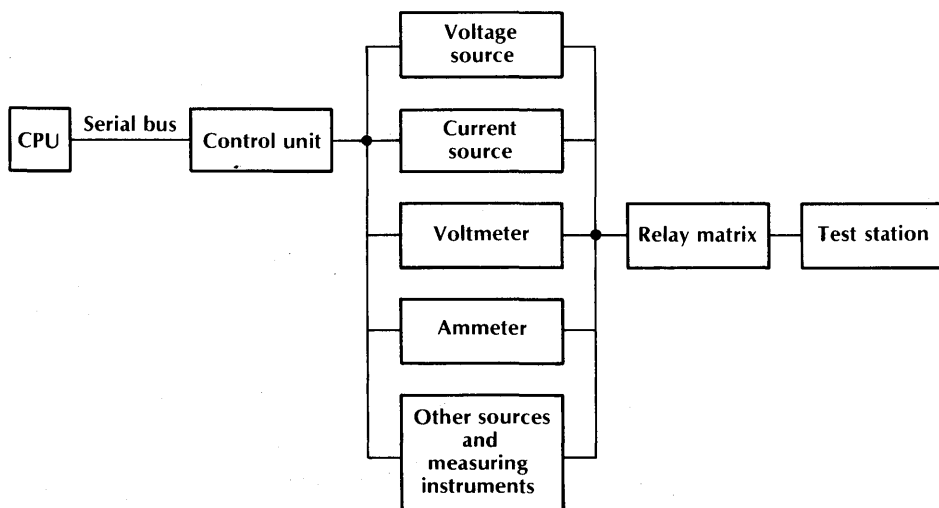 Voltage
source
Serial bus
CPU
Control unit
Current
source
Voltmeter
Relay matrix
Test station
Ammeter
Other sources
and
measuring
instruments